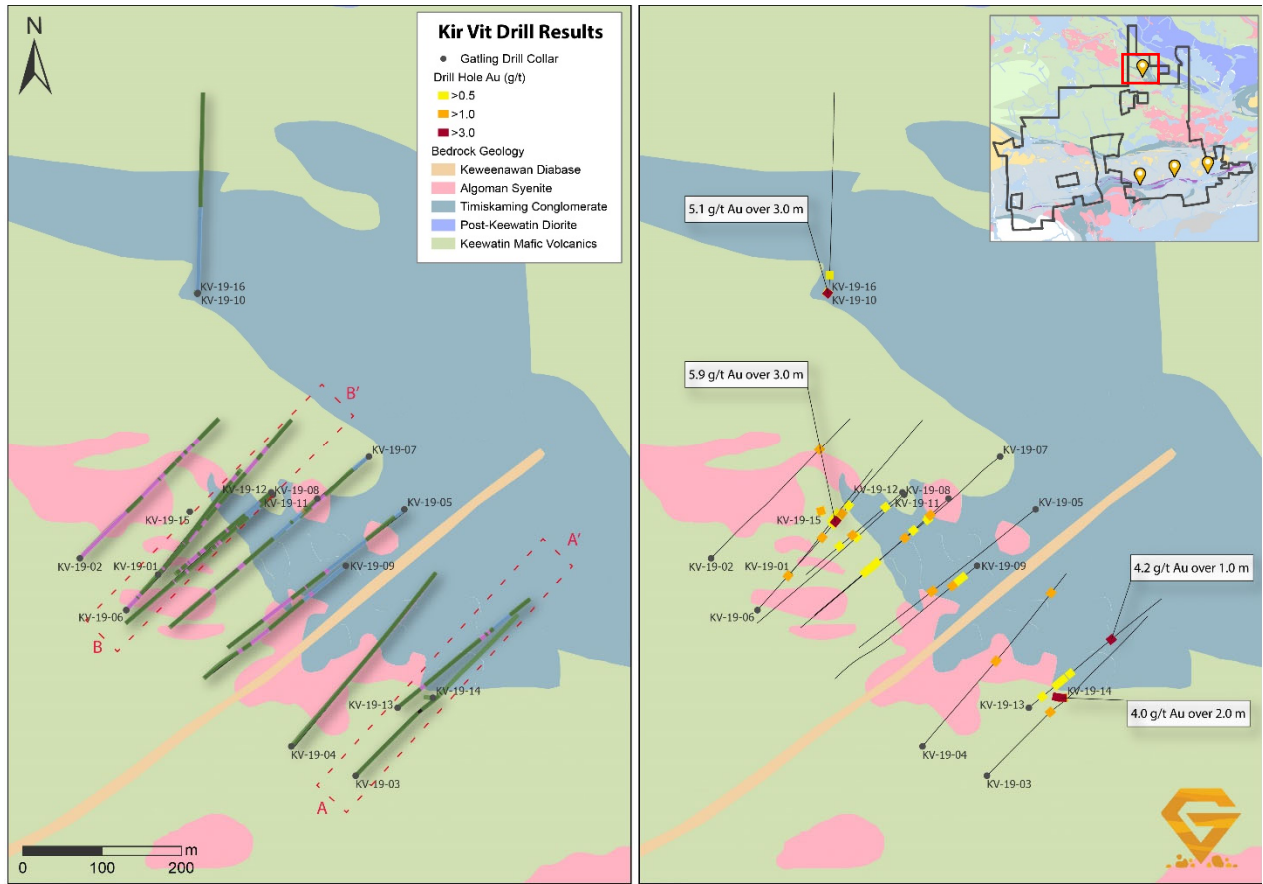 N
Kir Vit Drill Results
Gatling Drill Collar
Drill Hole Au (g/t)
>0.5
>1.0
>3.0
Bedrock Geology
Keweenawan Diabase
Algoman Syenite
Timiskaming Conglomerate
Post-Keewatin Diorite
Keewatin Mafic Volcanics
KV-19-16
KV-19-10
B'
KV-19-07
KV-19-12
KV-19-08
KV-19-11
KV-19-05
KV-19-15
A'
KV-19-02
KV-19-01
KV-19-09
KV-19-06
B
KV-19-14
KV-19-13
KV-19-04
KV-19-03
A
m
0 100 200
5.1 g/t Au over 3.0 m
KV-19-16
KV-19-10
5.9 g/t Au over 3.0 m
KV-19-07
KV-19-12
KV-19-08
KV-19-11
KV-19-05
KV-19-15
KV-19-02
KV-19-01
KV-19-09
4.2 g/t Au over 1.0 m
KV-19-06
KV-19-14
KV-19-13
4.0 g/t Au over 2.0 m
KV-19-04
KV-19-03
G